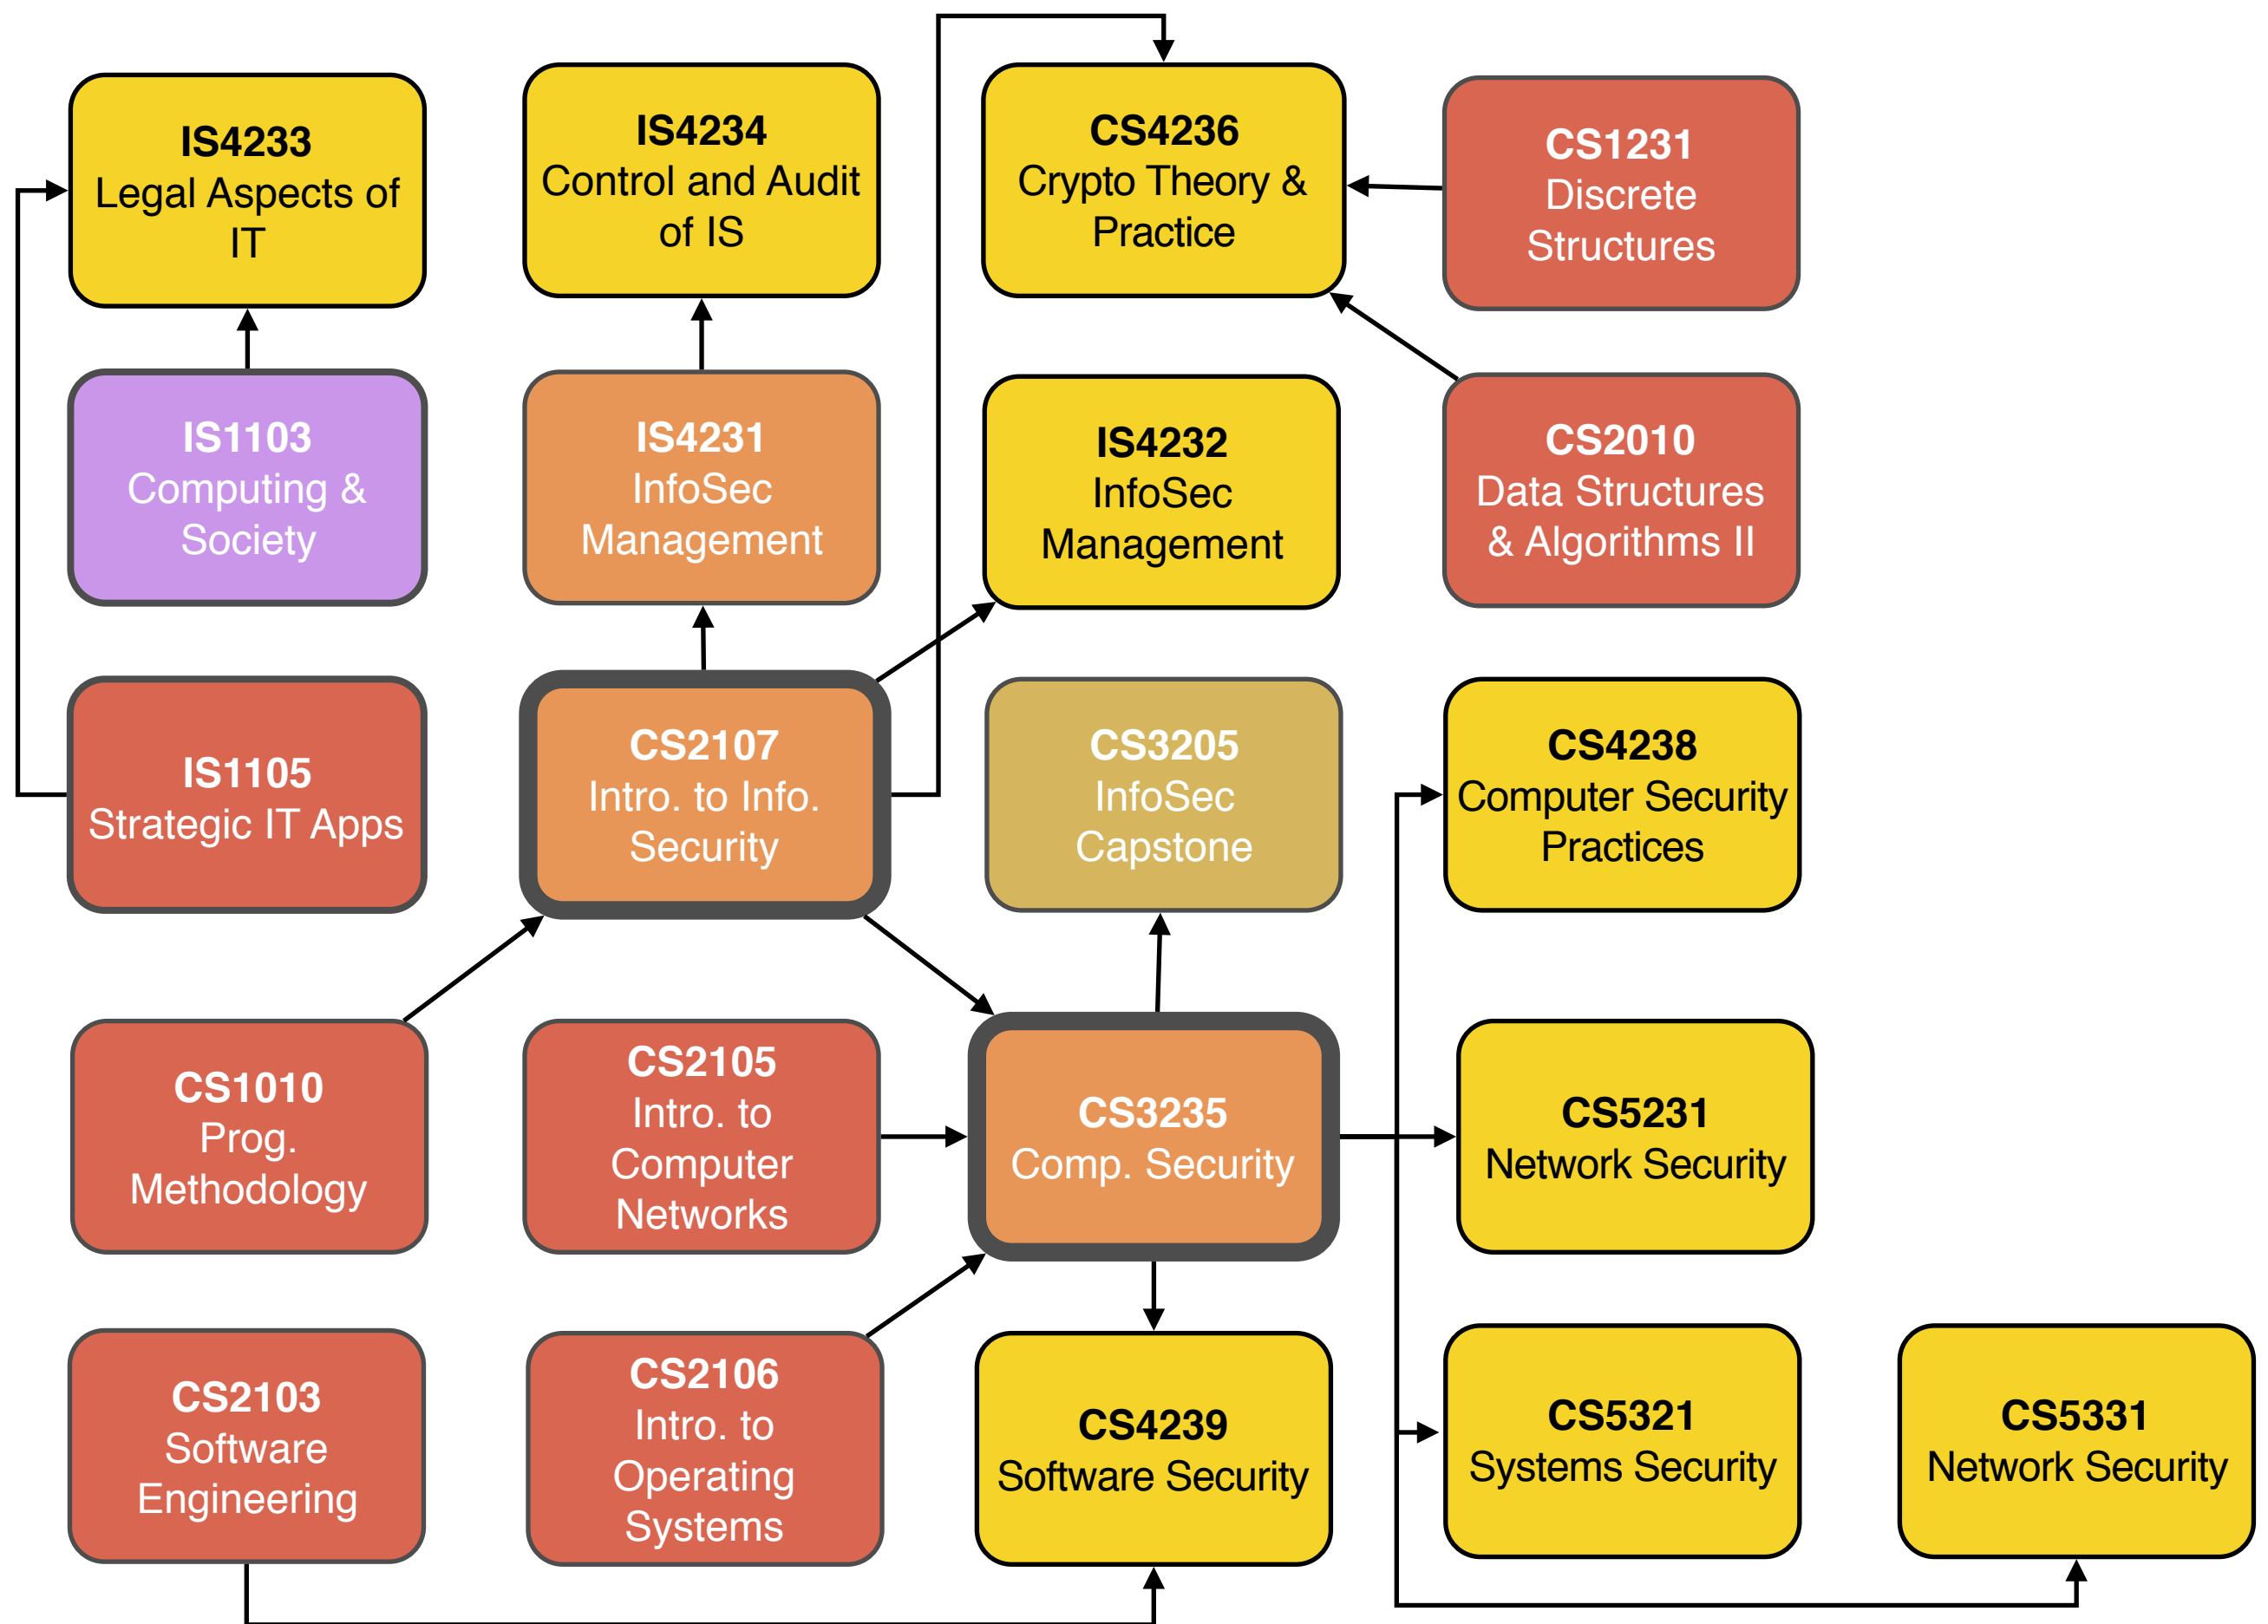 IS4233
Legal Aspects of
IT
IS4234
Control and Audit
of IS
CS4236
Crypto Theory &
Practice
CS1231
Discrete
Structures
IS1103
Computing &
Society
IS4231
InfoSec
Management
IS4232
InfoSec
Management
CS2010
Data Structures
& Algorithms II
IS1105
Strategic IT Apps
CS2107
Intro. to Info.
Security
CS3205
InfoSec
Capstone
CS4238
Computer Security
Practices
CS1010
Prog.
Methodology
CS2105
Intro. to
Computer
Networks
CS3235
Comp. Security
CS5231
Network Security
CS2103
Software
Engineering
CS2106
Intro. to
Operating
Systems
CS4239
Software Security
CS5321
Systems Security
CS5331
Network Security